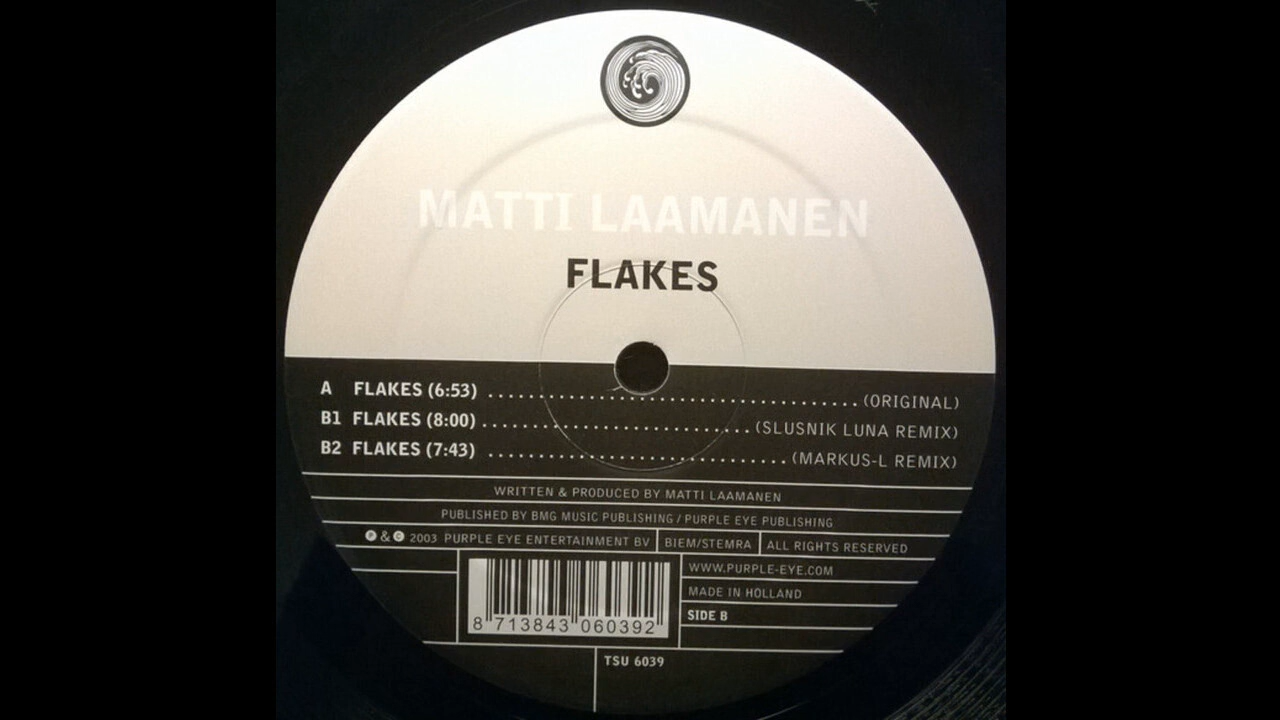 MATTI LAAMANEN
FLAKES
A FLAKES (6:53) ........................................ (ORIGINAL)
B1 FLAKES (8:00) ............................. (SLUSNIK LUNA REMIX)
B2 FLAKES (7:43) ................................ (MARKUS-L REMIX)
WRITTEN & PRODUCED BY MATTI LAAMANEN
PUBLISHED BY BMG MUSIC PUBLISHING / PURPLE EYE PUBLISHING
℗ & © 2003 PURPLE EYE ENTERTAINMENT BV BIEM/STEMRA ALL RIGHTS RESERVED
WWW.PURPLE-EYE.COM
MADE IN HOLLAND
SIDE B
8 713843 060392
TSU 6039